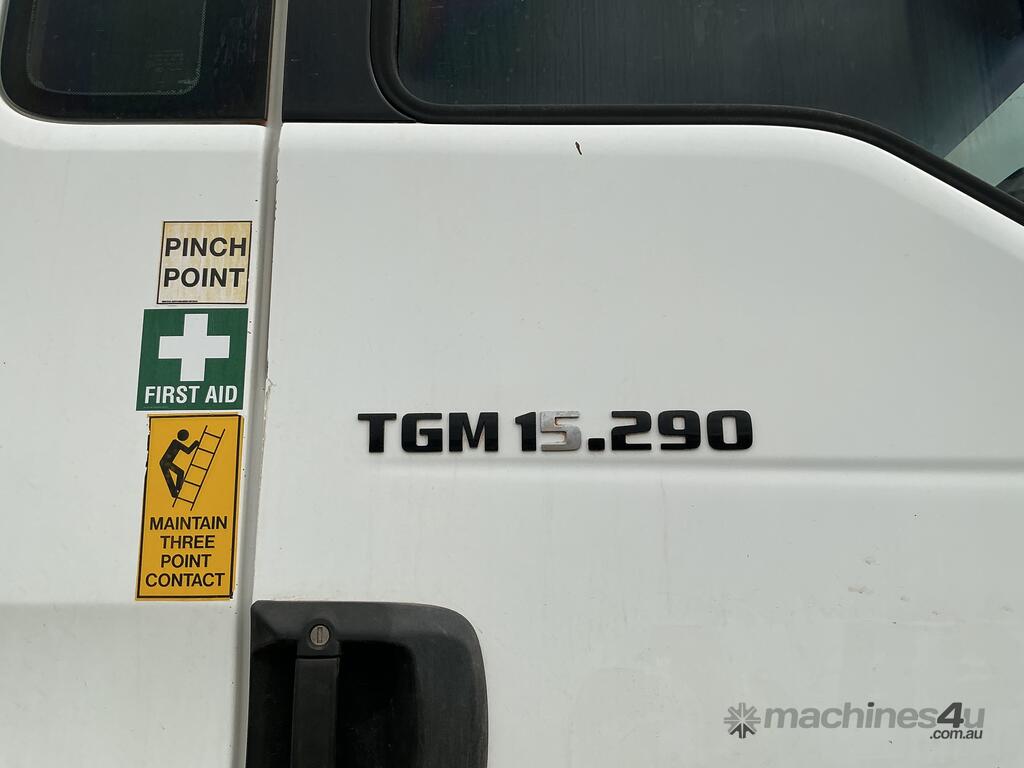 PINCH
POINT
FIRST AID
MAINTAIN
THREE
POINT
CONTACT
TGM 15.290
machines4u
.com.au